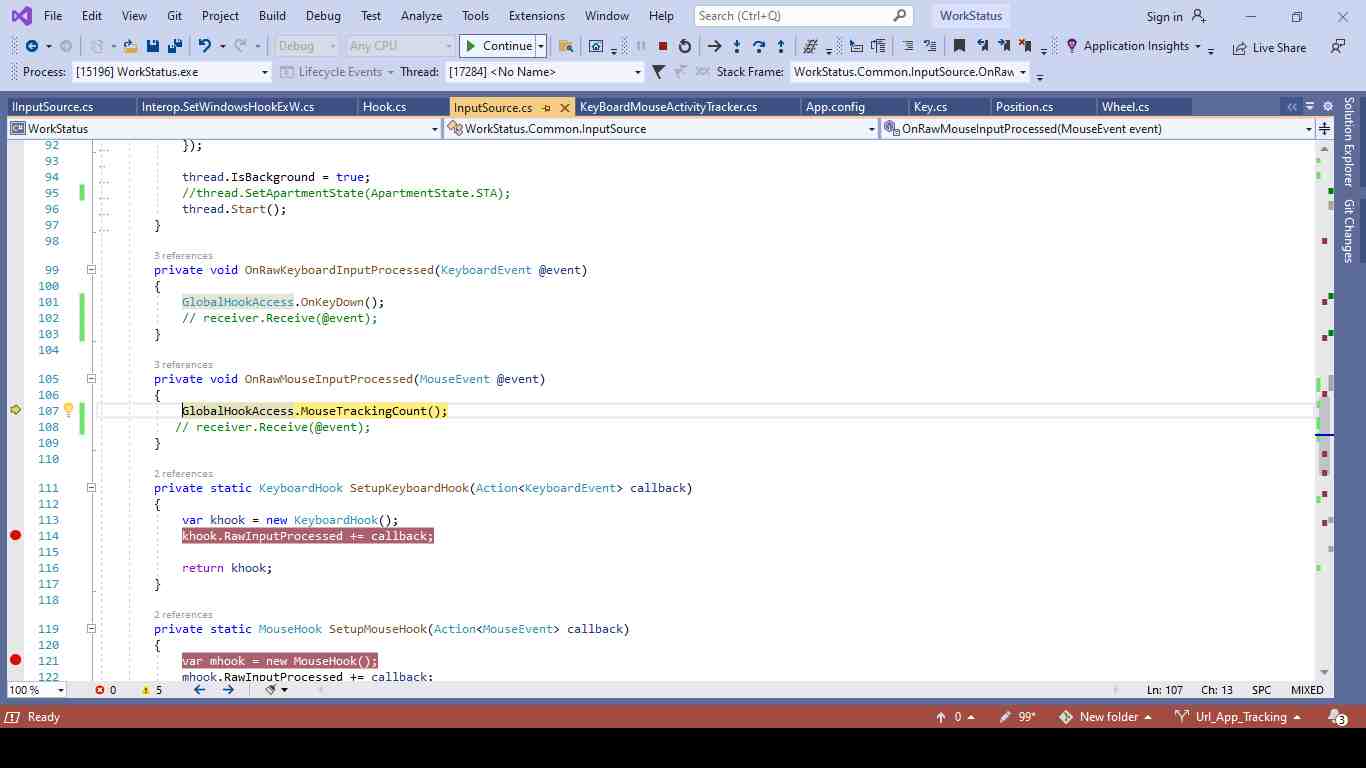 File Edit View Git Project Build Debug Test Analyze Tools Extensions Window Help Search (Ctrl+Q) WorkStatus Sign in
Debug Any CPU Continue Application Insights Live Share
Process: [15196] WorkStatus.exe Lifecycle Events Thread: [17284] <No Name> Stack Frame: WorkStatus.Common.InputSource.OnRaw
IInputSource.cs Interop.SetWindowsHookExW.cs Hook.cs InputSource.cs KeyBoardMouseActivityTracker.cs App.config Key.cs Position.cs Wheel.cs
WorkStatus WorkStatus.Common.InputSource OnRawMouseInputProcessed(MouseEvent event)
92 });
93
94 thread.IsBackground = true;
95 //thread.SetApartmentState(ApartmentState.STA);
96 thread.Start();
97 }
98
3 references
99 private void OnRawKeyboardInputProcessed(KeyboardEvent @event)
100 {
101 GlobalHookAccess.OnKeyDown();
102 // receiver.Receive(@event);
103 }
104
3 references
105 private void OnRawMouseInputProcessed(MouseEvent @event)
106 {
107 GlobalHookAccess.MouseTrackingCount();
108 // receiver.Receive(@event);
109 }
110
2 references
111 private static KeyboardHook SetupKeyboardHook(Action<KeyboardEvent> callback)
112 {
113 var khook = new KeyboardHook();
114 khook.RawInputProcessed += callback;
115
116 return khook;
117 }
118
2 references
119 private static MouseHook SetupMouseHook(Action<MouseEvent> callback)
120 {
121 var mhook = new MouseHook();
122 mhook.RawInputProcessed += callback;
100 % 0 5 Ln: 107 Ch: 13 SPC MIXED
Ready 0 99* New folder Url_App_Tracking 3
Solution Explorer
Git Changes